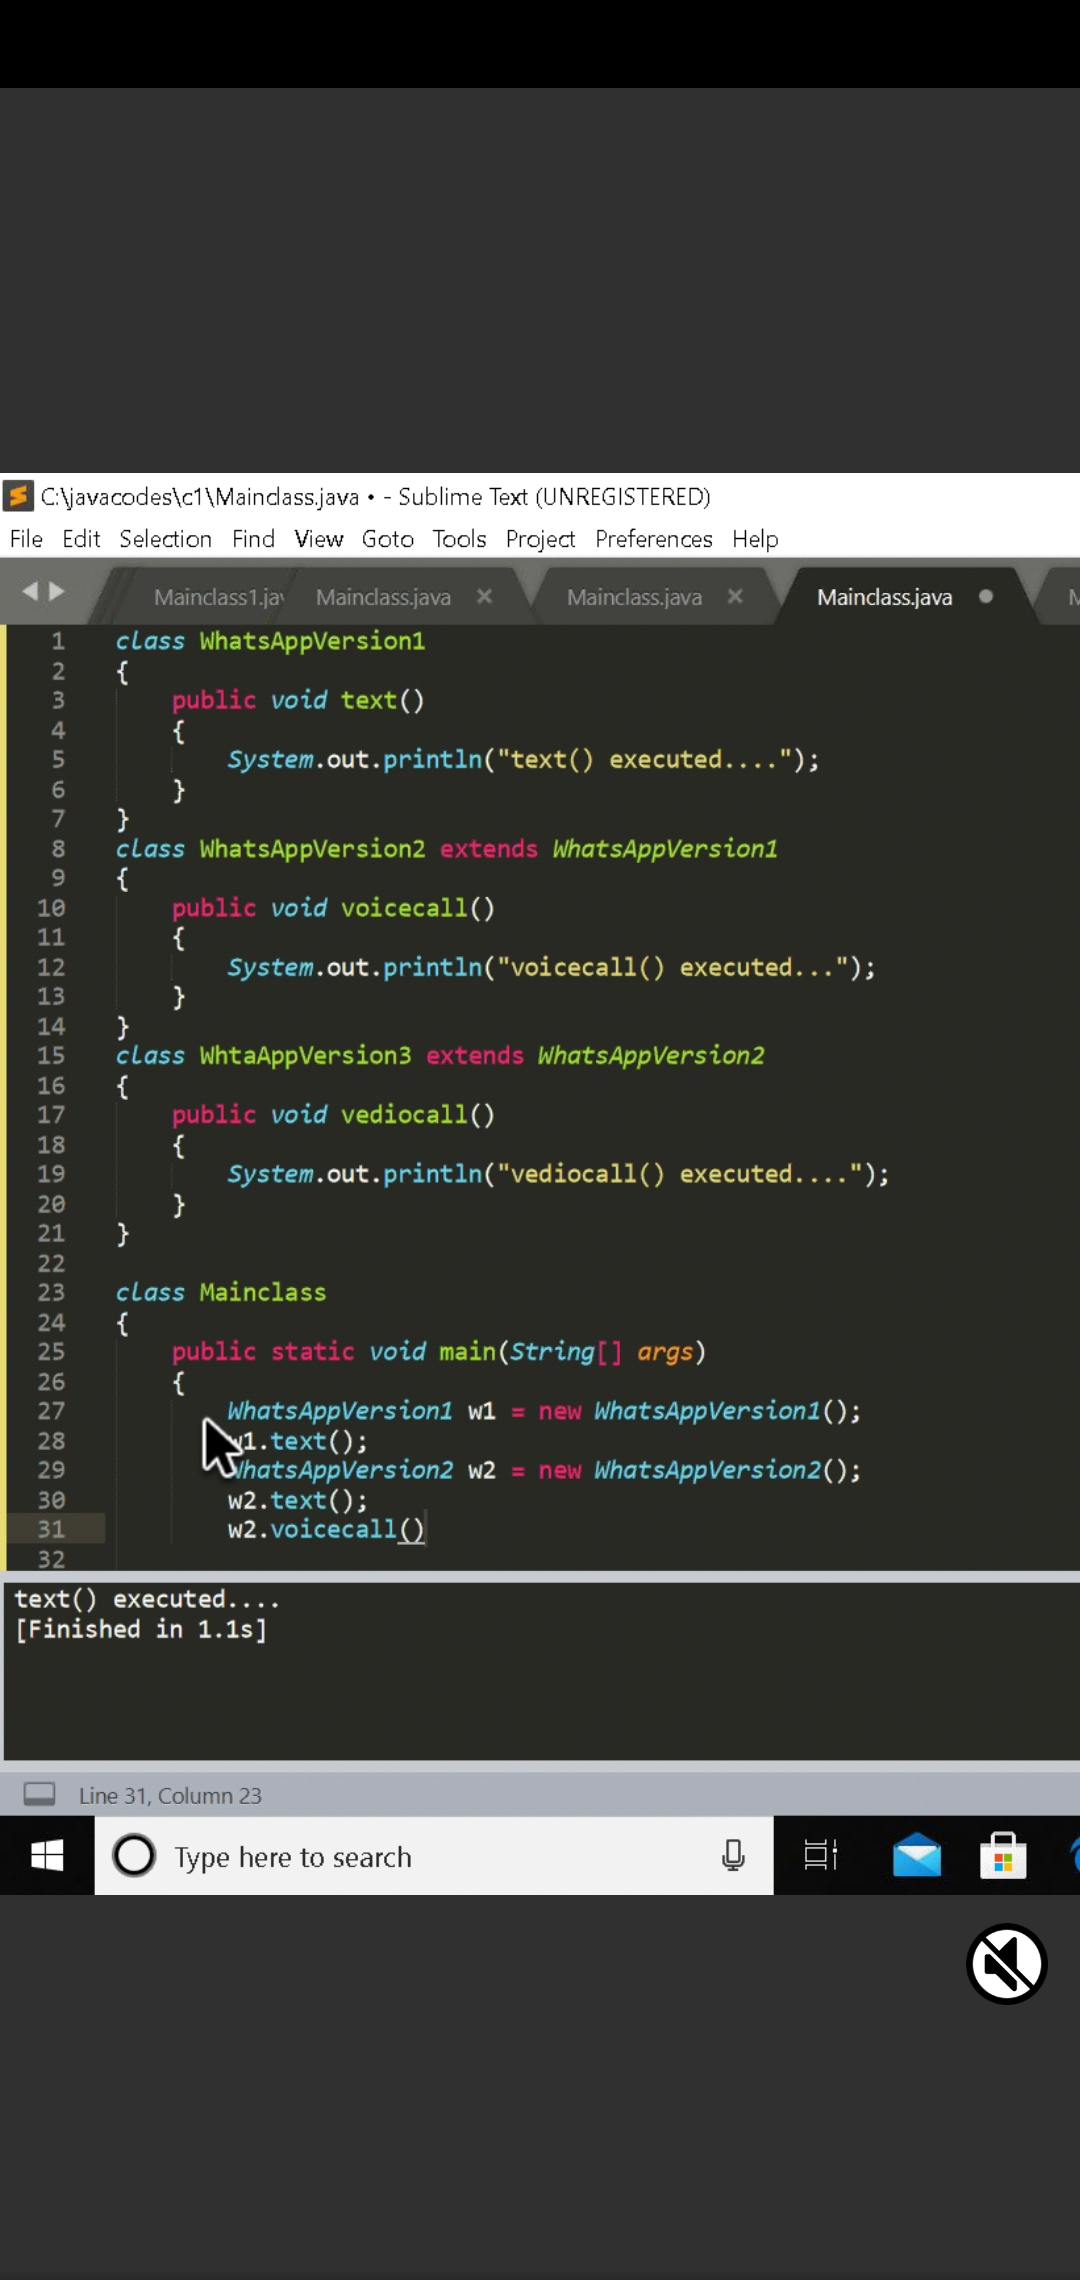 C:\javacodes\c1\Mainclass.java • - Sublime Text (UNREGISTERED)
File Edit Selection Find View Goto Tools Project Preferences Help
Mainclass1.jav Mainclass.java × Mainclass.java × Mainclass.java ● M
1 class WhatsAppVersion1
2 {
3 public void text()
4 {
5 System.out.println("text() executed....");
6 }
7 }
8 class WhatsAppVersion2 extends WhatsAppVersion1
9 {
10 public void voicecall()
11 {
12 System.out.println("voicecall() executed...");
13 }
14 }
15 class WhtaAppVersion3 extends WhatsAppVersion2
16 {
17 public void vediocall()
18 {
19 System.out.println("vediocall() executed....");
20 }
21 }
22
23 class Mainclass
24 {
25 public static void main(String[] args)
26 {
27 WhatsAppVersion1 w1 = new WhatsAppVersion1();
28 w1.text();
29 WhatsAppVersion2 w2 = new WhatsAppVersion2();
30 w2.text();
31 w2.voicecall()
32
text() executed....
[Finished in 1.1s]
Line 31, Column 23
Type here to search